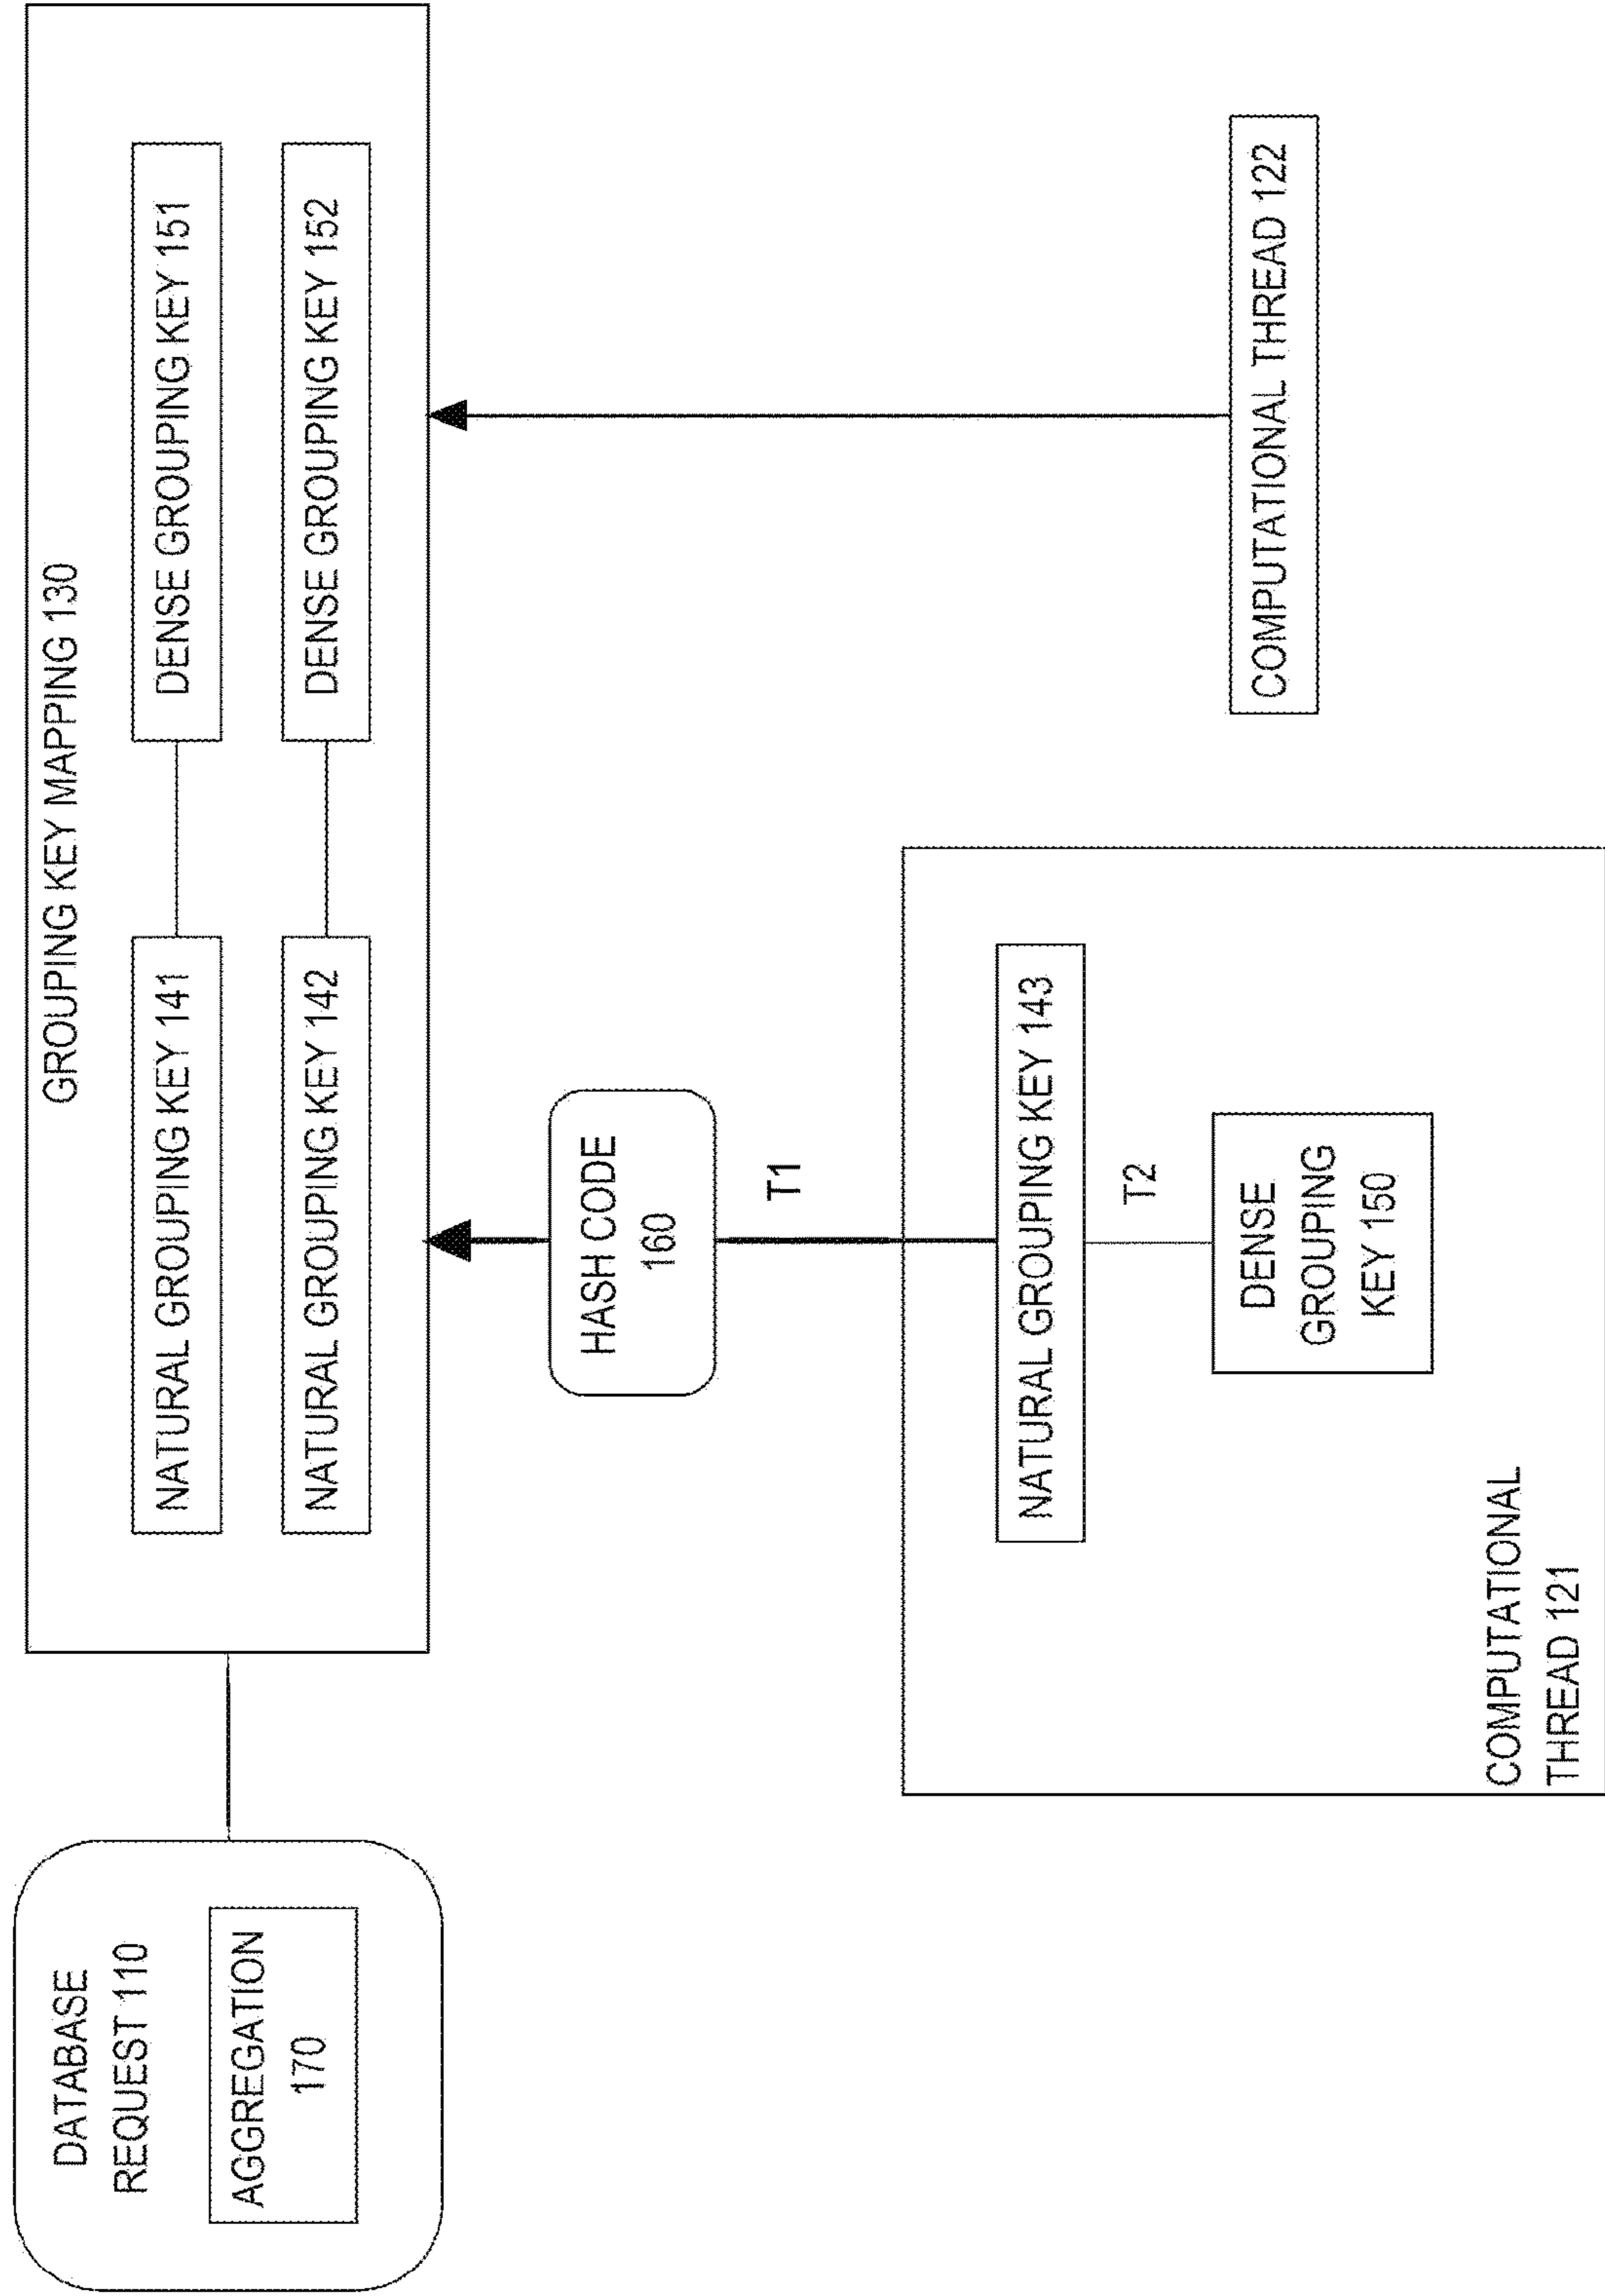 DATABASE
REQUEST 110
AGGREGATION
170
GROUPING KEY MAPPING 130
NATURAL GROUPING KEY 141
DENSE GROUPING KEY 151
NATURAL GROUPING KEY 142
DENSE GROUPING KEY 152
HASH CODE
160
T1
NATURAL GROUPING KEY 143
T2
DENSE
GROUPING
KEY 150
COMPUTATIONAL
THREAD 121
COMPUTATIONAL THREAD 122